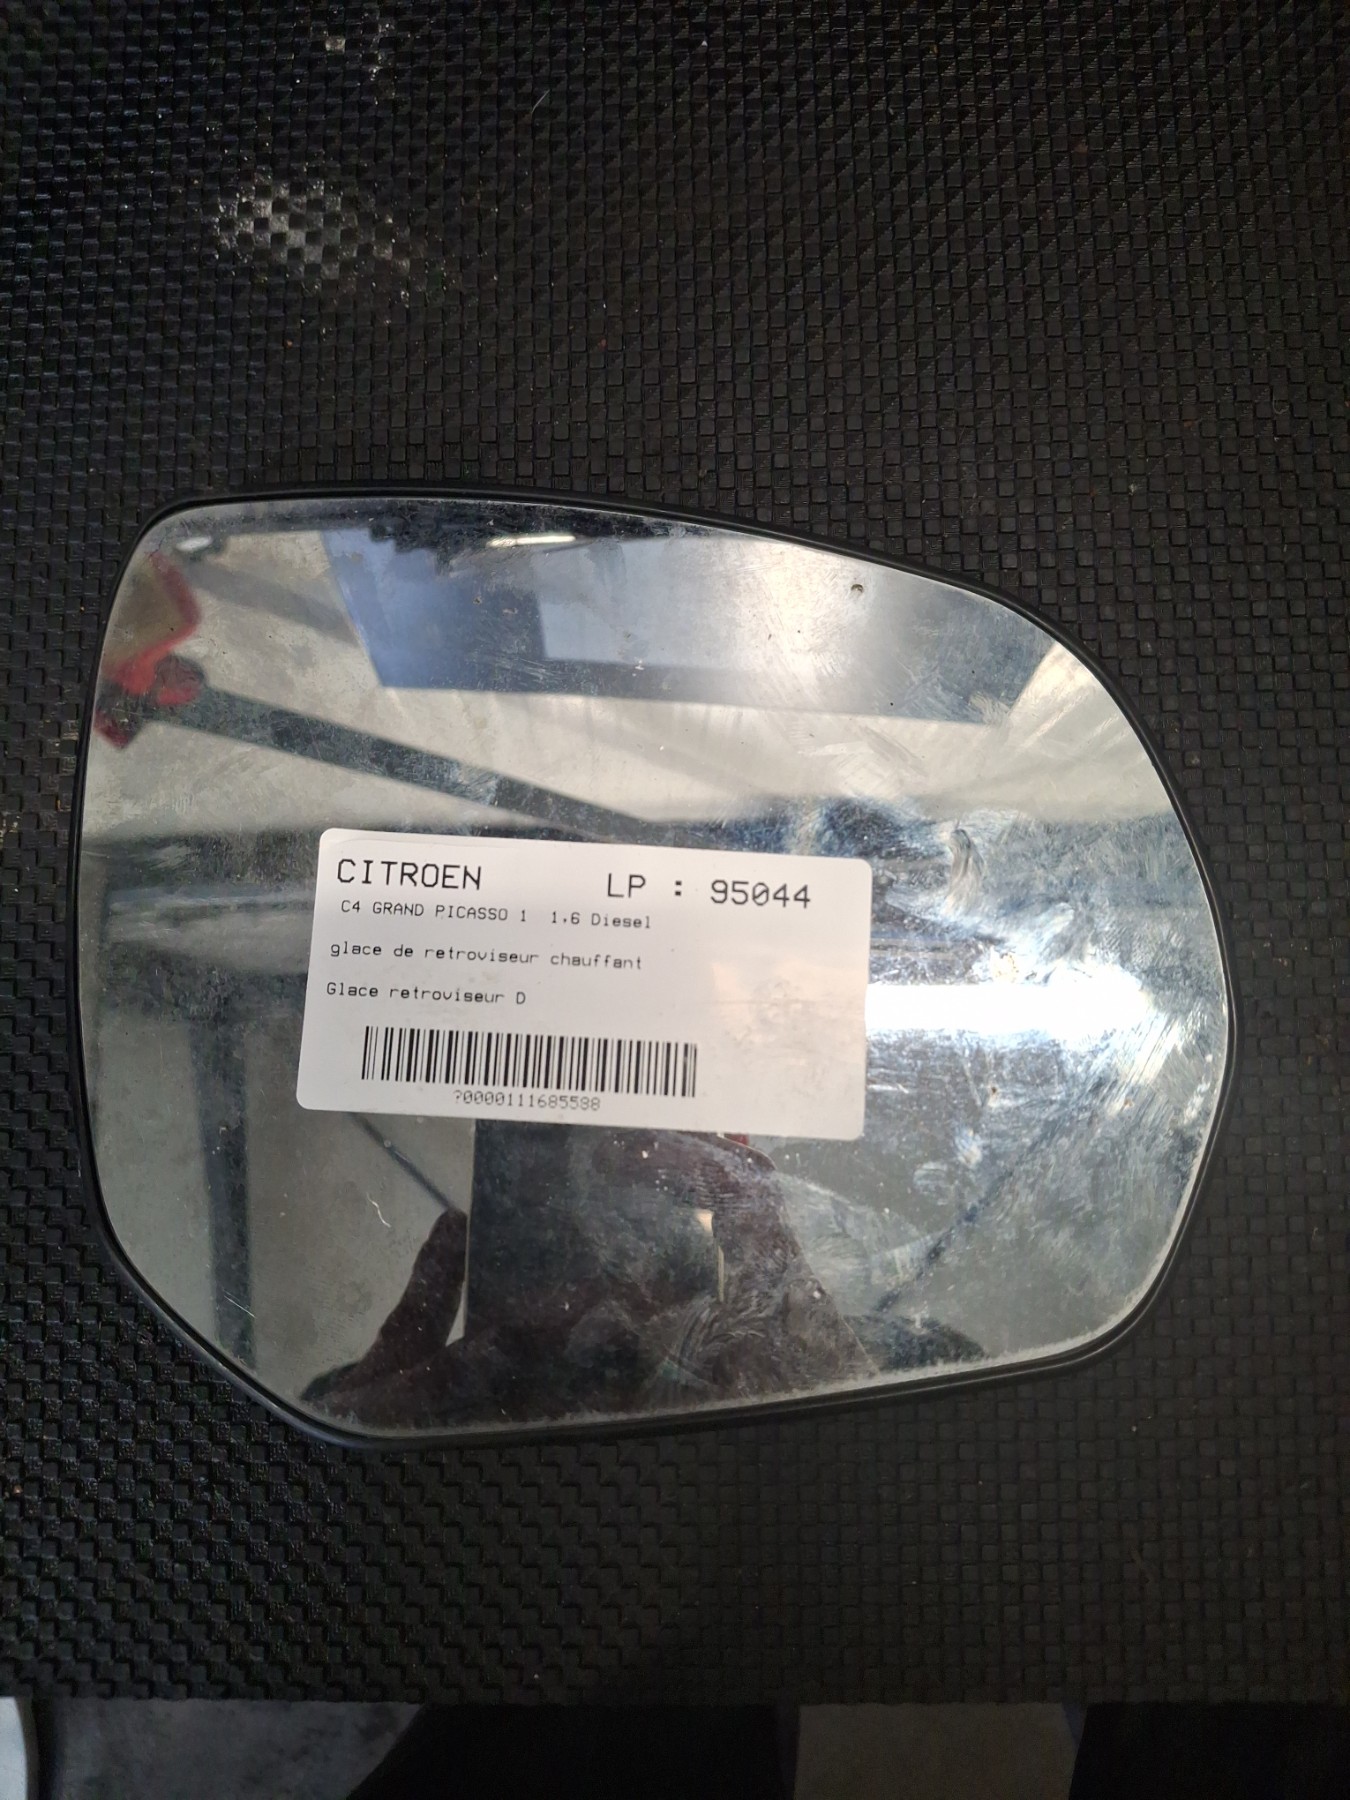 CITROEN LP : 95044
C4 GRAND PICASSO 1 1.6 Diesel
glace de retroviseur chauffant
Glace retroviseur D
?0000111685588